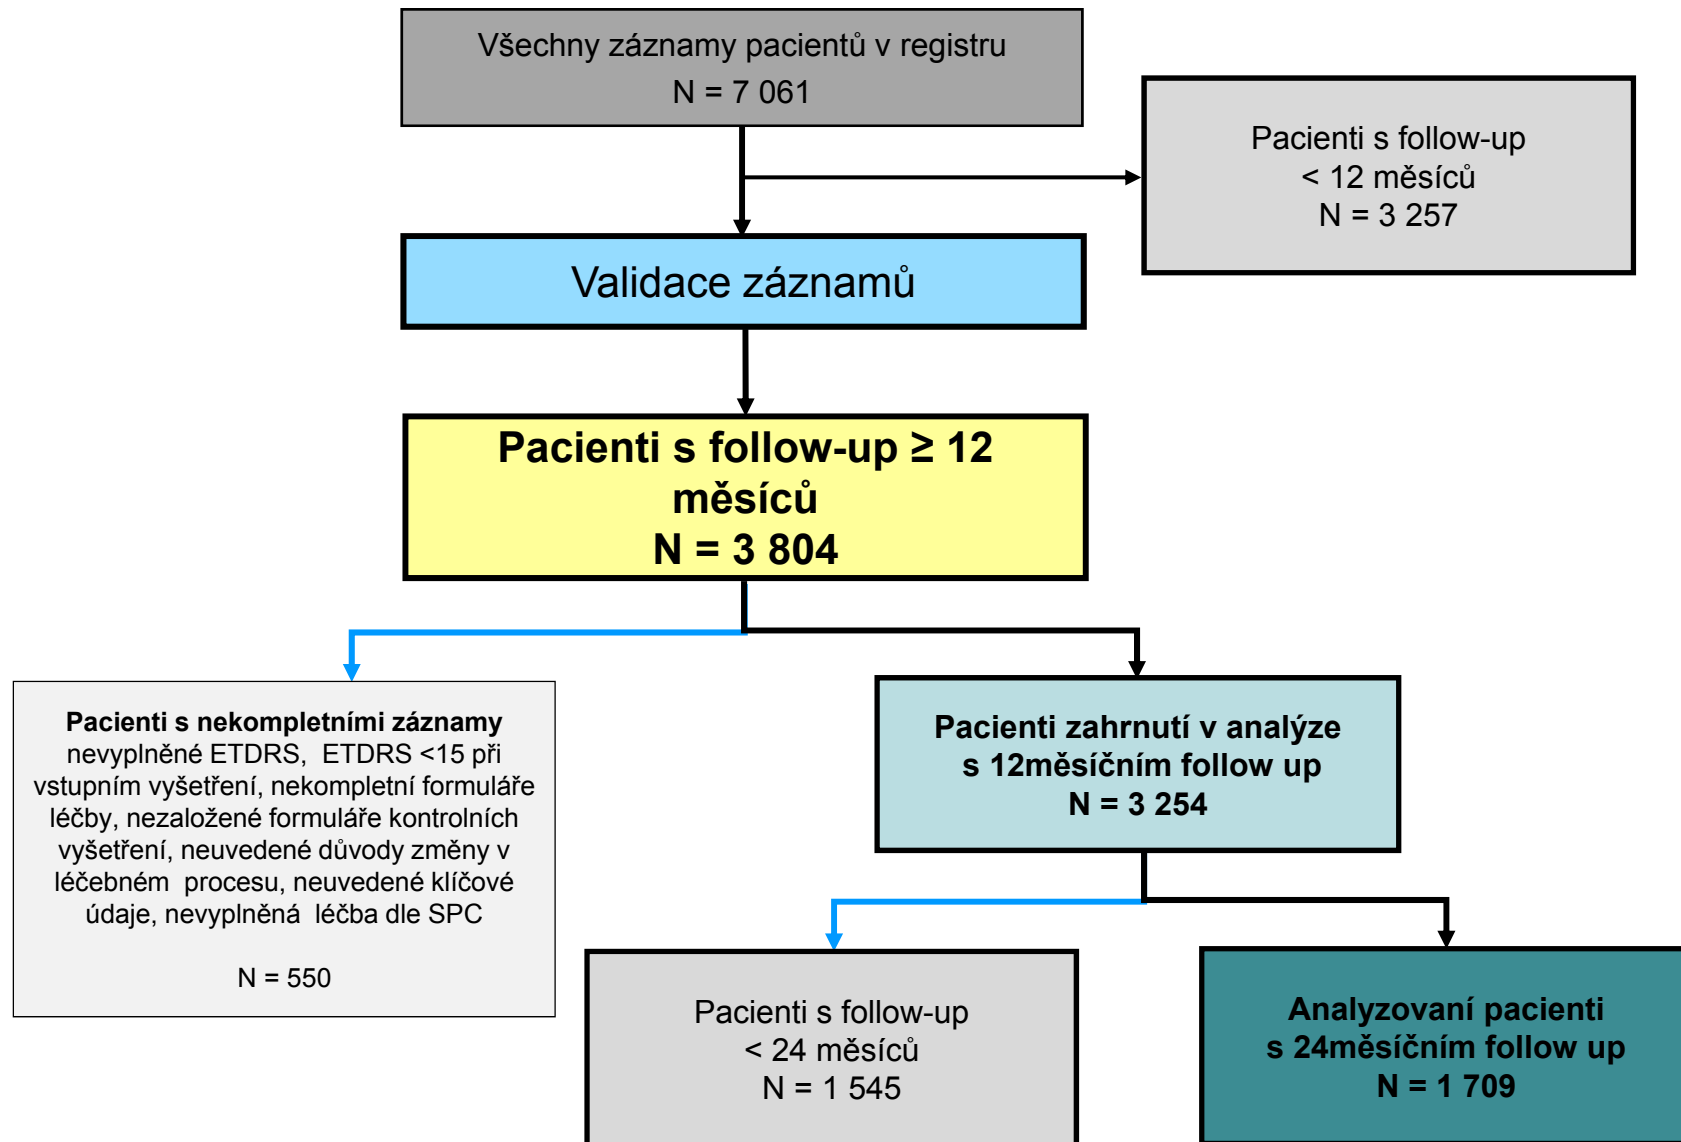 Všechny záznamy pacientů v registru
N = 7 061
Pacienti s follow-up
< 12 měsíců
N = 3 257
Validace záznamů
Pacienti s follow-up ≥ 12
měsíců
N = 3 804
Pacienti s nekompletními záznamy
nevyplněné ETDRS, ETDRS <15 při
vstupním vyšetření, nekompletní formuláře
léčby, nezaložené formuláře kontrolních
vyšetření, neuvedené důvody změny v
léčebném procesu, neuvedené klíčové
údaje, nevyplněná léčba dle SPC
N = 550
Pacienti zahrnutí v analýze
s 12měsíčním follow up
N = 3 254
Pacienti s follow-up
< 24 měsíců
N = 1 545
Analyzovaní pacienti
s 24měsíčním follow up
N = 1 709